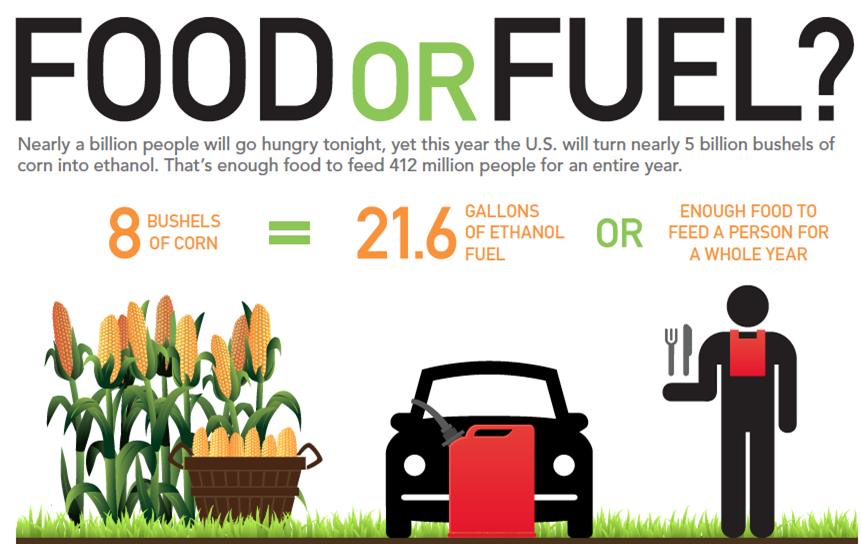 FOOD OR FUEL?
Nearly a billion people will go hungry tonight, yet this year the U.S. will turn nearly 5 billion bushels of
corn into ethanol. That's enough food to feed 412 million people for an entire year.
8 BUSHELS OF CORN = 21.6 GALLONS OF ETHANOL FUEL OR ENOUGH FOOD TO FEED A PERSON FOR A WHOLE YEAR